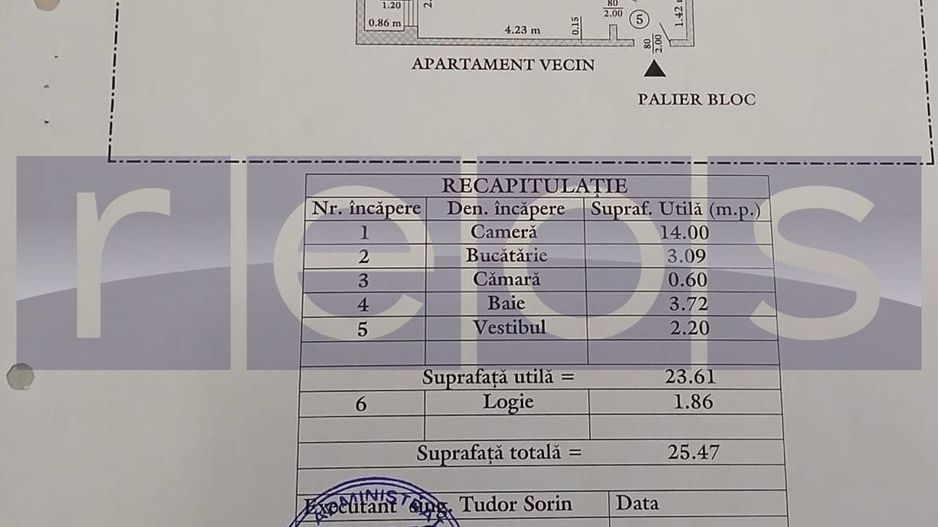 1.20
0.86 m
4.23 m
0.15
80
2.00
5
1.42
80
2.00
APARTAMENT VECIN
PALIER BLOC
reps
RECAPITULAȚIE
Nr. încăpere Den. încăpere Supraf. Utilă (m.p.)
1 Cameră 14.00
2 Bucătărie 3.09
3 Cămară 0.60
4 Baie 3.72
5 Vestibul 2.20
Suprafață utilă = 23.61
6 Logie 1.86
Suprafață totală = 25.47
Executant ing. Tudor Sorin Data
ADMINISTRAT